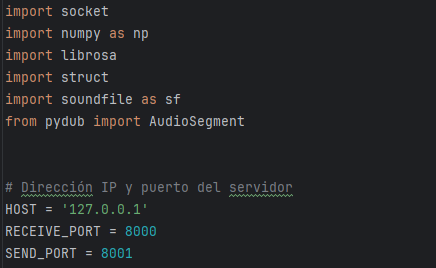 import socket
import numpy as np
import librosa
import struct
import soundfile as sf
from pydub import AudioSegment
# Dirección IP y puerto del servidor
HOST = '127.0.0.1'
RECEIVE_PORT = 8000
SEND_PORT = 8001